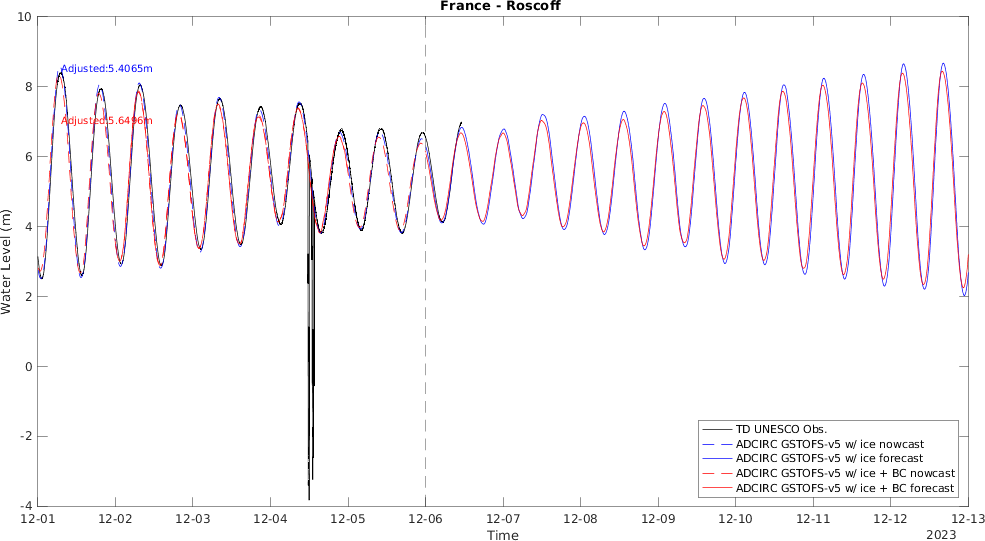 France - Roscoff
10
8
6
4
2
0
-2
-4
Water Level (m)
Adjusted:5.4065m
Adjusted:5.6496m
TD UNESCO Obs.
ADCIRC GSTOFS-v5 w/ ice nowcast
ADCIRC GSTOFS-v5 w/ ice forecast
ADCIRC GSTOFS-v5 w/ ice + BC nowcast
ADCIRC GSTOFS-v5 w/ ice + BC forecast
12-01 12-02 12-03 12-04 12-05 12-06 12-07 12-08 12-09 12-10 12-11 12-12 12-13
Time
2023